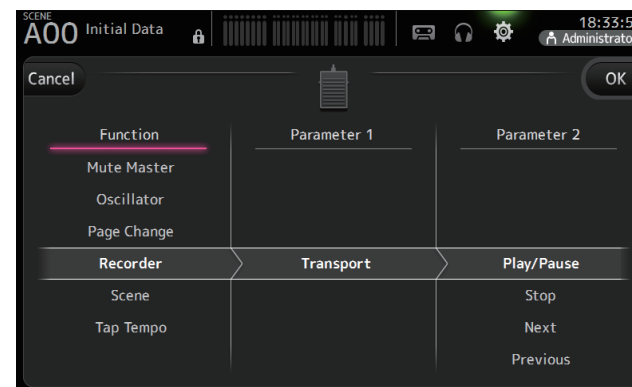 SCENE
A00 Initial Data
18:33:5
Administrato
Cancel
OK
Function
Parameter 1
Parameter 2
Mute Master
Oscillator
Page Change
Recorder
Transport
Play/Pause
Scene
Stop
Tap Tempo
Next
Previous